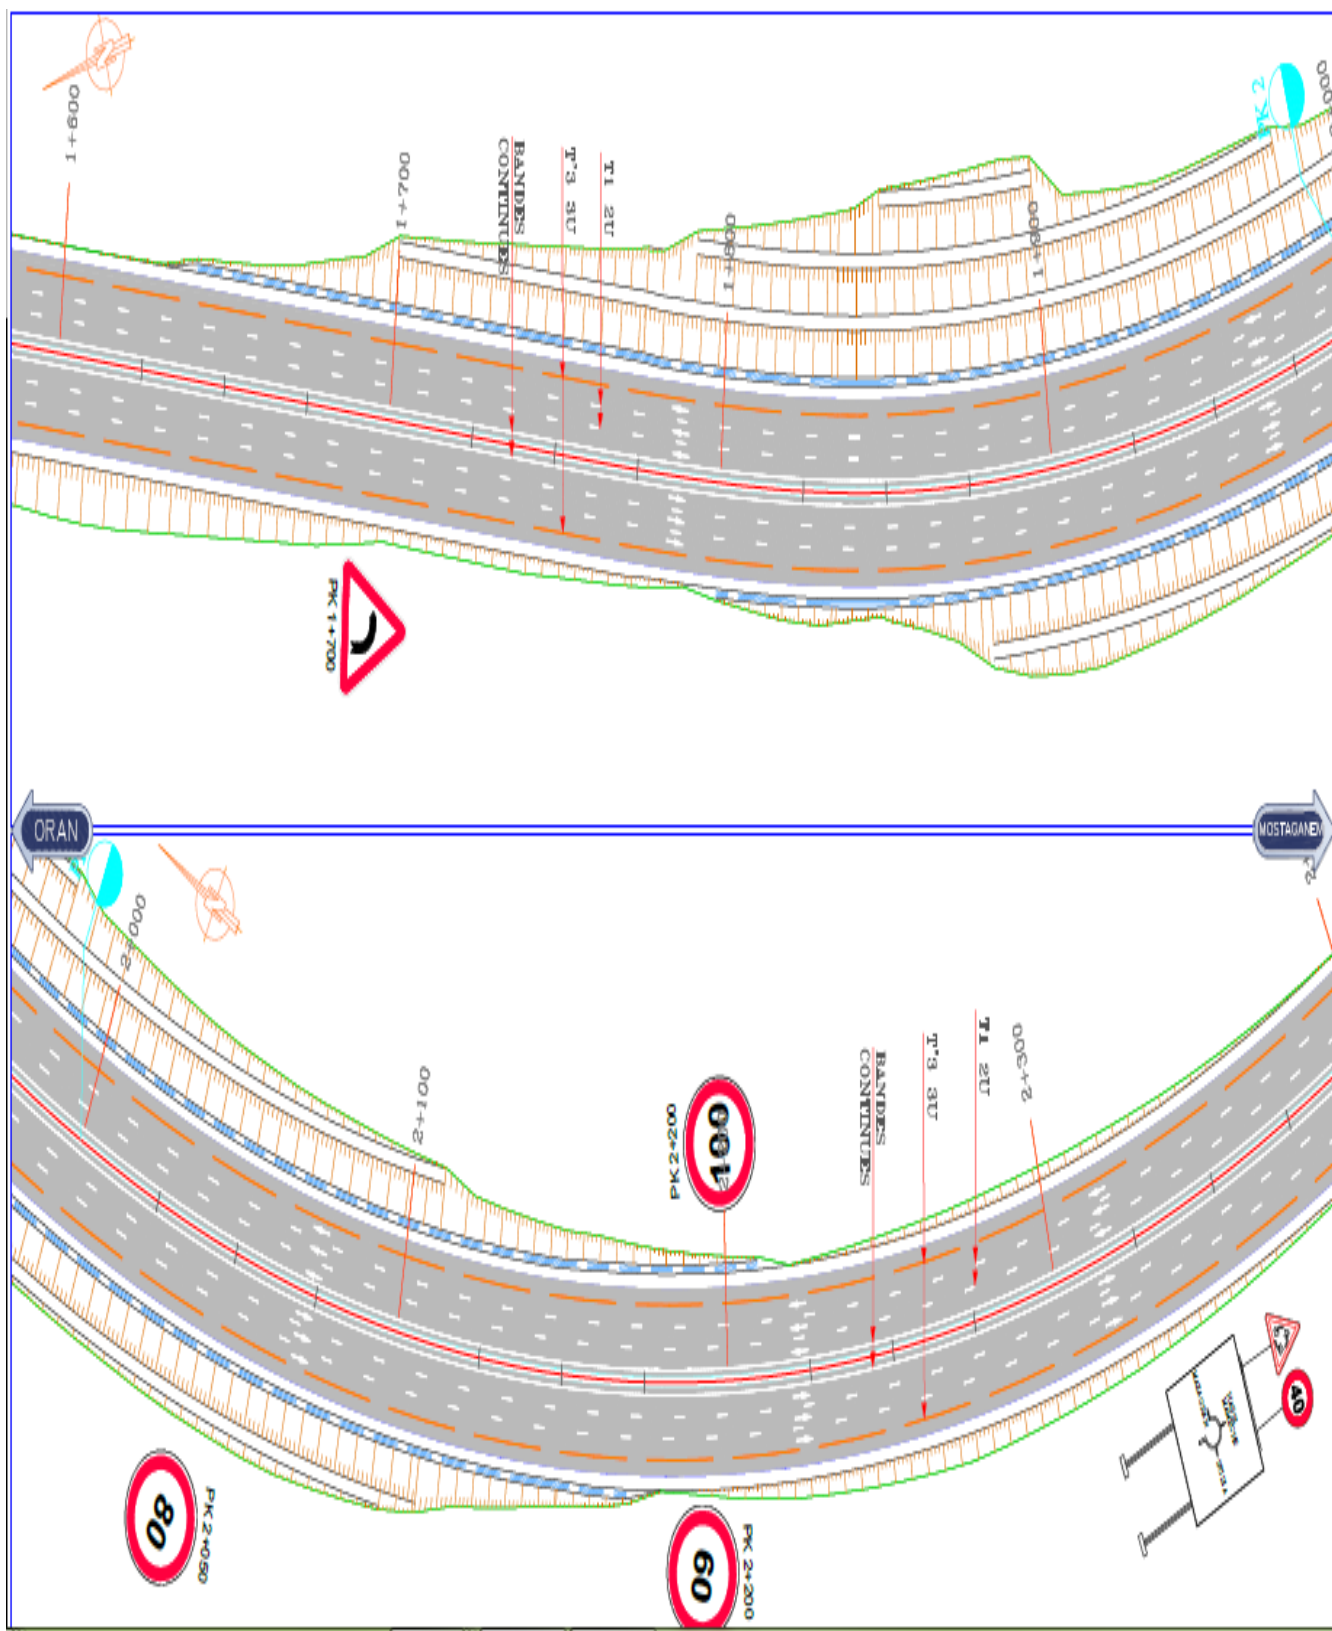 1+600
1+700
BANDES
CONTINUES
T'3 3U
T1 2U
1+800
1+900
PK 2
PK 1+700
ORAN
MOSTAGANEM
2+000
2+100
PK 2+200
100
BANDES
CONTINUES
T'3 3U
T1 2U
2+300
80
PK 2+050
60
PK 2+200
40